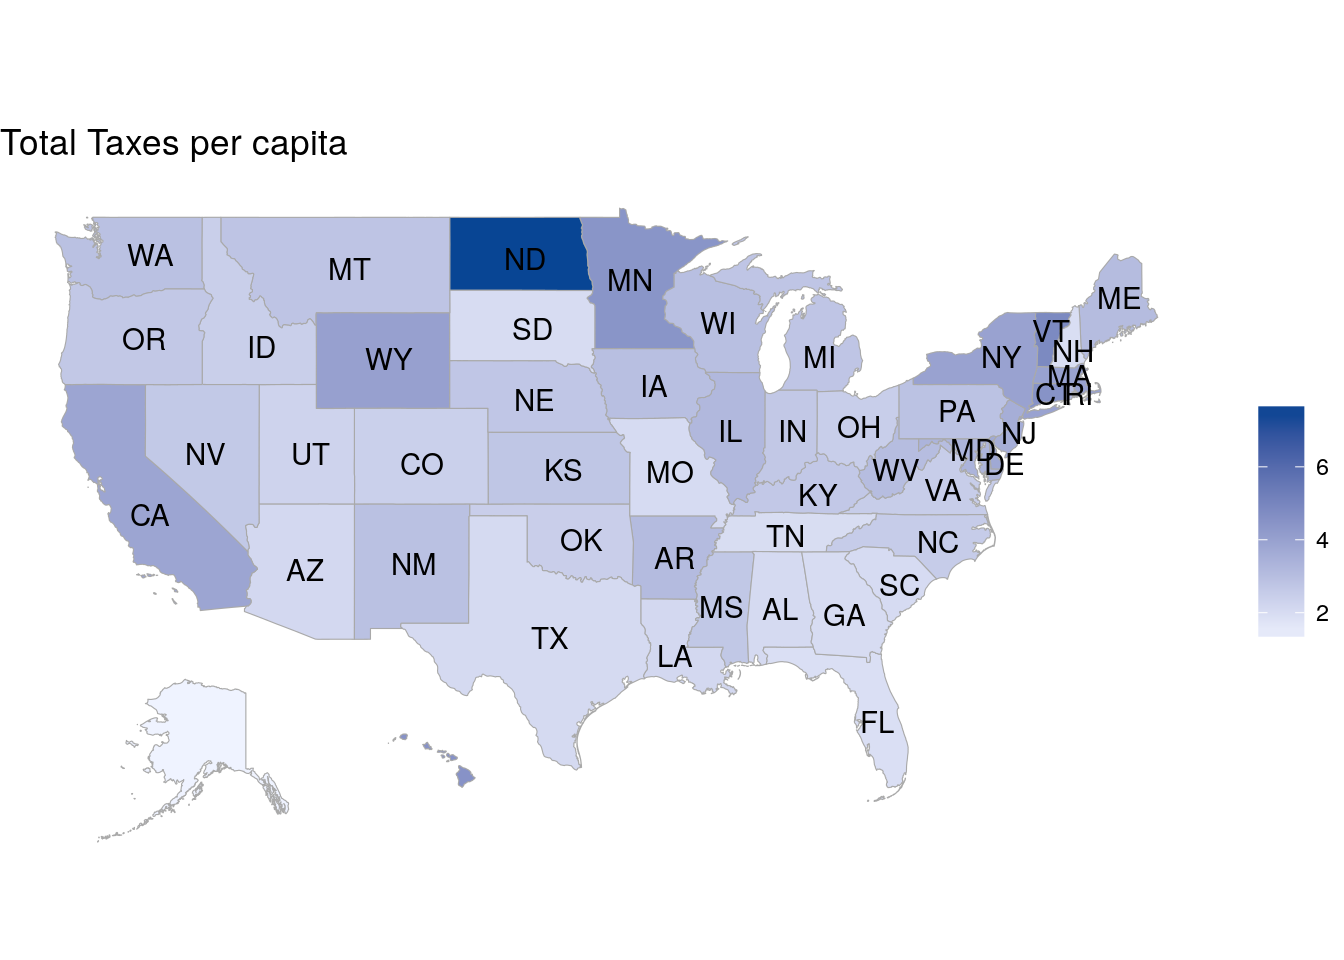 Total Taxes per capita
WA
MT
ND
MN
ME
OR
ID
WY
SD
WI
MI
VT
NH
NY
MA
CT
RI
NE
IA
PA
NV
UT
CO
KS
MO
IL
IN
OH
NJ
MD
DE
WV
VA
KY
CA
AZ
NM
OK
AR
TN
NC
SC
TX
LA
MS
AL
GA
FL
6
4
2